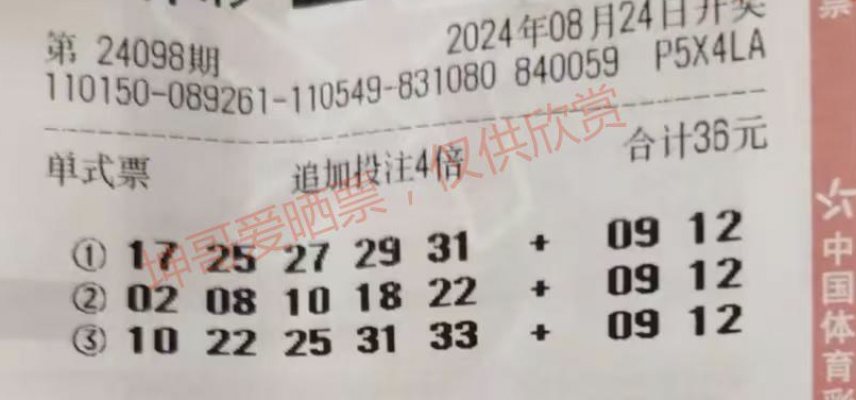 第 24098期
2024年08月24日开奖
110150-089261-110549-831080 840059 P5X4LA
单式票 追加投注4倍 合计36元
① 17 25 27 29 31 + 09 12
② 02 08 10 18 22 + 09 12
③ 10 22 25 31 33 + 09 12
坤哥爱晒票，仅供欣赏
票
中国体育彩